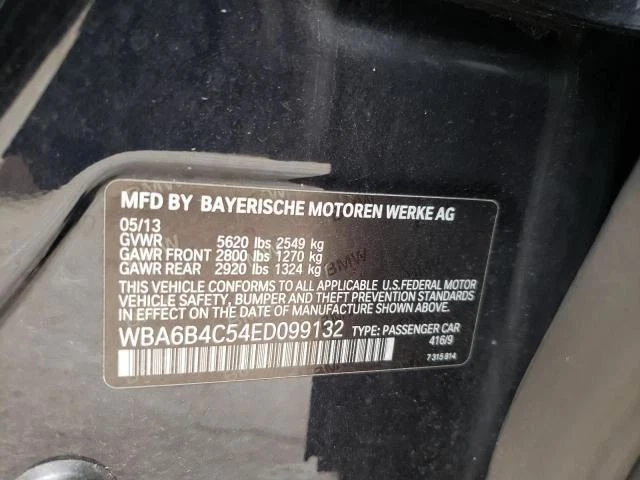 MFD BY BAYERISCHE MOTOREN WERKE AG
05/13
GVWR 5620 lbs 2549 kg
GAWR FRONT 2800 lbs 1270 kg
GAWR REAR 2920 lbs 1324 kg
THIS VEHICLE CONFORMS TO ALL APPLICABLE U.S.FEDERAL MOTOR
VEHICLE SAFETY, BUMPER AND THEFT PREVENTION STANDARDS
IN EFFECT ON THE DATE OF MANUFACTURE SHOWN ABOVE.
WBA6B4C54ED099132 TYPE: PASSENGER CAR
416/9
7 315 814